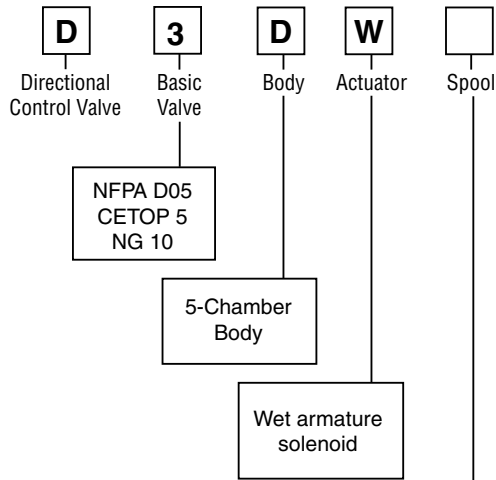 D 3 D W
Directional Control Valve
Basic Valve
Body
Actuator
Spool
NFPA D05
CETOP 5
NG 10
5-Chamber
Body
Wet armature
solenoid